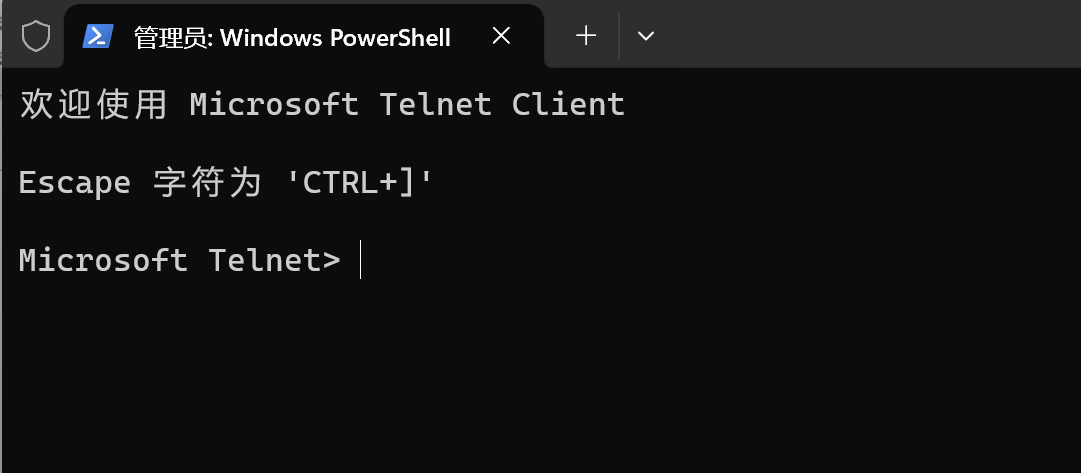 管理员: Windows PowerShell
欢迎使用 Microsoft Telnet Client
Escape 字符为 'CTRL+]'
Microsoft Telnet>